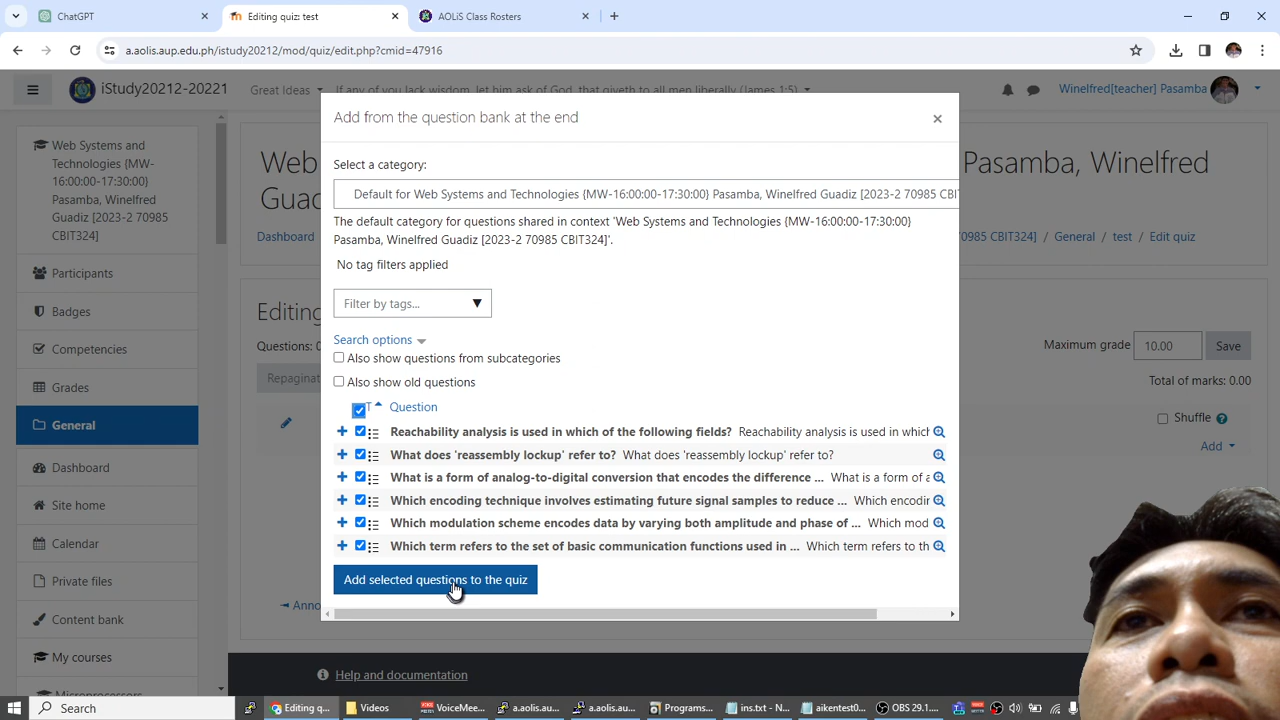 ChatGPT
Editing quiz: test
AOLiS Class Rosters
a.aolis.aup.edu.ph/istudy20212/mod/quiz/edit.php?cmid=47916
iStudy20212-20221
Great Ideas
If any of you lack wisdom, let him ask of God, that giveth to all men liberally (James 1:5)
Winelfred[teacher] Pasamba
Web Systems and
Technologies {MW-
16:00:00-17:30:00}
Pasamba, Winelfred
Guadiz [2023-2 70985
CBIT324]
Participants
Badges
Competencies
Grades
General
Dashboard
Site home
Calendar
Private files
Content bank
My courses
Microprocessors
Web
Pasamba, Winelfred
Guad
Dashboard
70985 CBIT324] / General / test / Edit quiz
Editing
Questions: 0
Maximum grade 10.00 Save
Repaginat
Total of marks: 0.00
Shuffle
Add
Add from the question bank at the end
×
Select a category:
Default for Web Systems and Technologies {MW-16:00:00-17:30:00} Pasamba, Winelfred Guadiz [2023-2 70985 CBIT
The default category for questions shared in context 'Web Systems and Technologies {MW-16:00:00-17:30:00}
Pasamba, Winelfred Guadiz [2023-2 70985 CBIT324]'.
No tag filters applied
Filter by tags...
Search options
Also show questions from subcategories
Also show old questions
T Question
Reachability analysis is used in which of the following fields? Reachability analysis is used in which
What does 'reassembly lockup' refer to? What does 'reassembly lockup' refer to?
What is a form of analog-to-digital conversion that encodes the difference ... What is a form of a
Which encoding technique involves estimating future signal samples to reduce ... Which encodin
Which modulation scheme encodes data by varying both amplitude and phase of ... Which mod
Which term refers to the set of basic communication functions used in ... Which term refers to th
Add selected questions to the quiz
◄ Anno
Help and documentation
Search
Editing q...
Videos
VoiceMee...
a.aolis.au...
a.aolis.au...
Programs...
ins.txt - N...
aikentest0...
OBS 29.1...